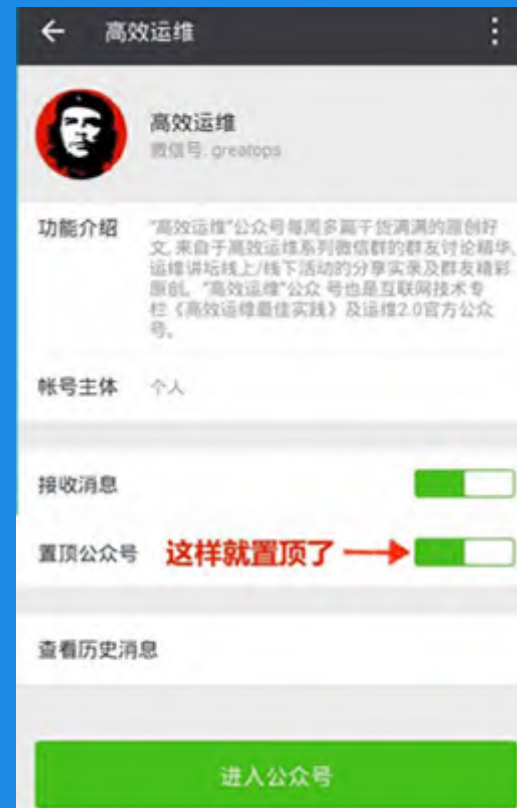 高效运维
高效运维
微信号: greatops
功能介绍
“高效运维”公众号每周多篇干货满满的原创好
文, 来自于高效运维系列微信群的群友讨论精华,
运维讲坛线上/线下活动的分享实录及群友精彩
原创。“高效运维”公众 号也是互联网技术专
栏《高效运维最佳实践》及运维2.0官方公众
号。
帐号主体 个人
接收消息
置顶公众号 这样就置顶了
查看历史消息
进入公众号